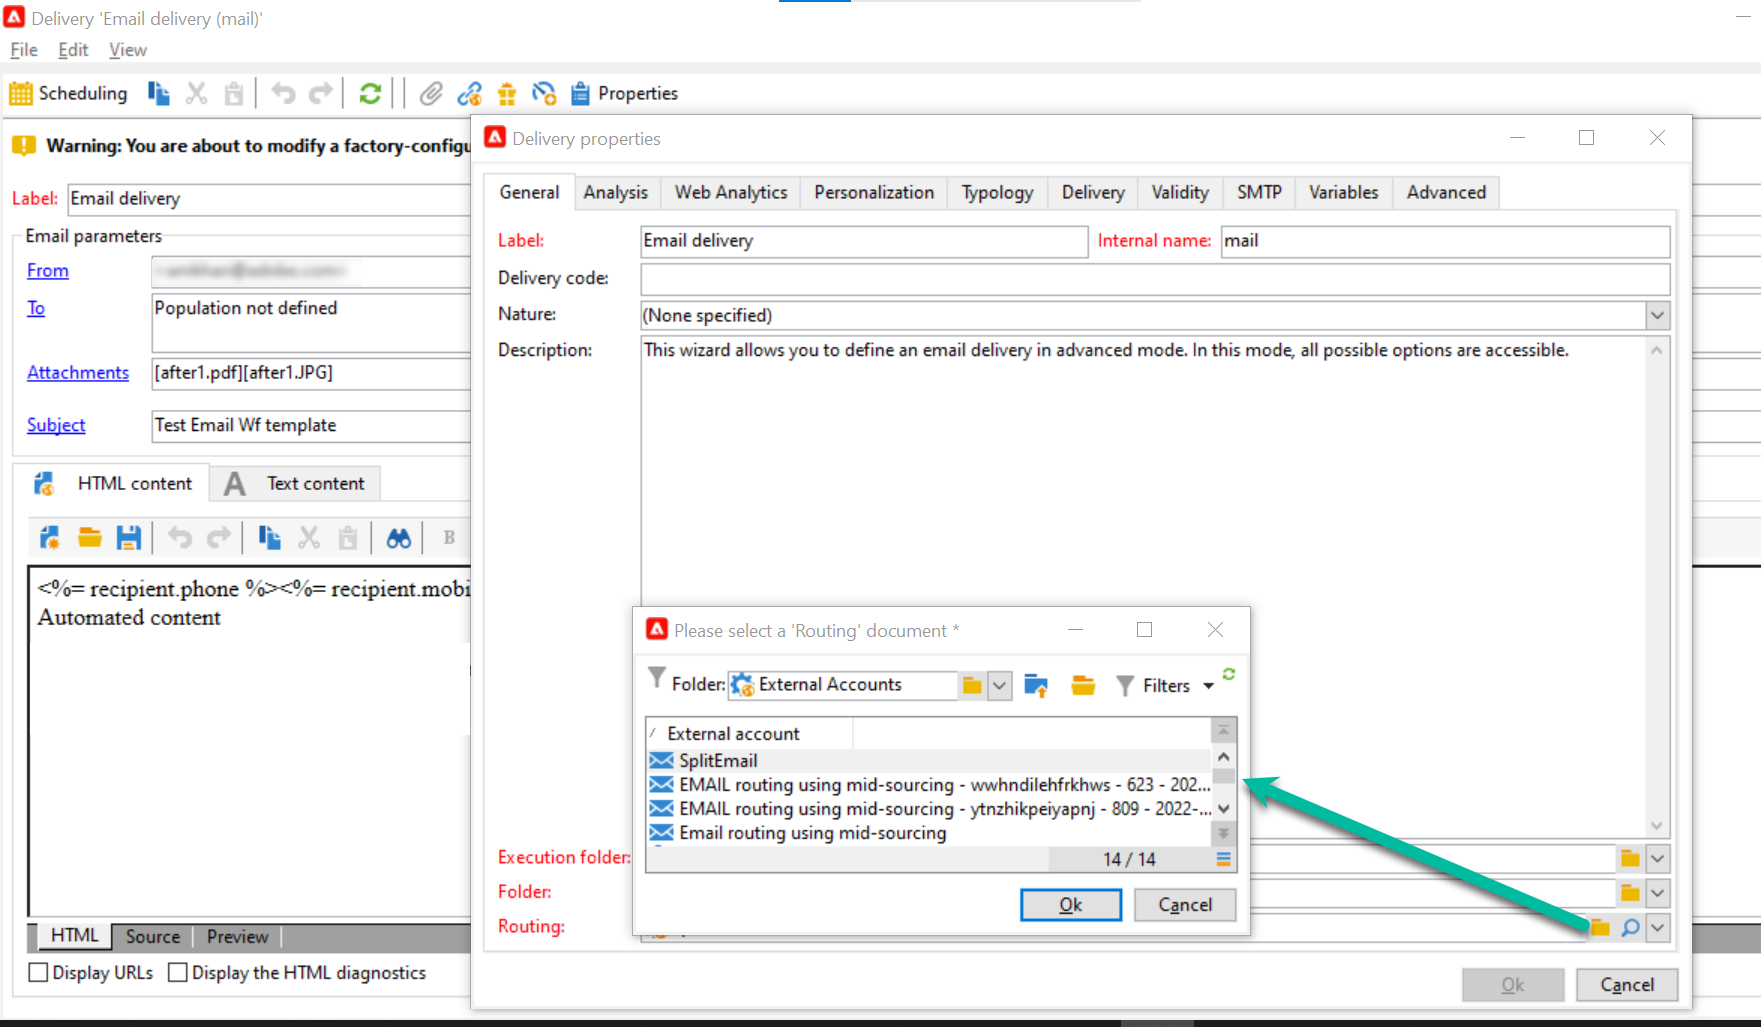 Delivery 'Email delivery (mail)'
File Edit View
Scheduling Properties
Warning: You are about to modify a factory-configu
Label: Email delivery
Email parameters
From
To Population not defined
Attachments [after1.pdf][after1.JPG]
Subject Test Email Wf template
HTML content A Text content
B
<%= recipient.phone %><%= recipient.mobi
Automated content
HTML Source Preview
Display URLs Display the HTML diagnostics
Delivery properties
General Analysis Web Analytics Personalization Typology Delivery Validity SMTP Variables Advanced
Label: Email delivery Internal name: mail
Delivery code:
Nature: (None specified)
Description: This wizard allows you to define an email delivery in advanced mode. In this mode, all possible options are accessible.
Execution folder:
Folder:
Routing:
Ok Cancel
Please select a 'Routing' document *
Folder: External Accounts Filters
/ External account
SplitEmail
EMAIL routing using mid-sourcing - wwhndilehfrkhws - 623 - 202...
EMAIL routing using mid-sourcing - ytnzhikpeiyapnj - 809 - 2022-...
Email routing using mid-sourcing
14 / 14
Ok Cancel